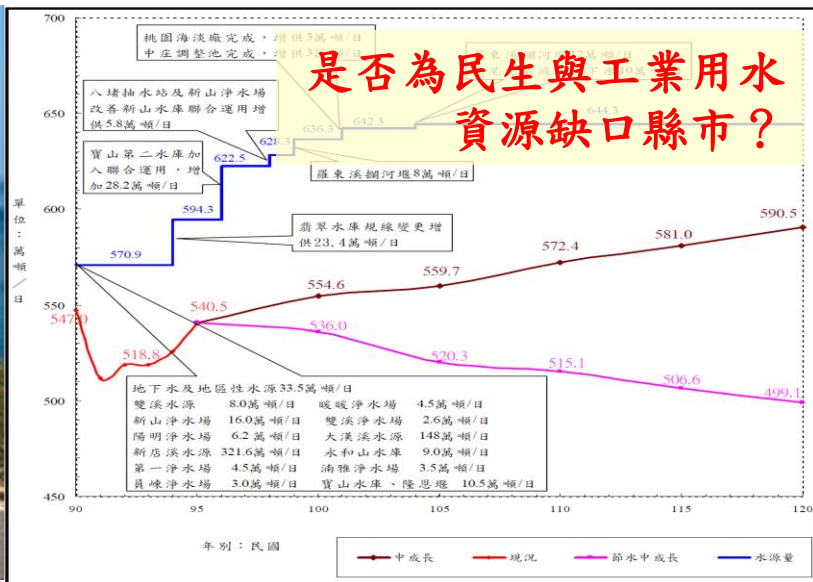 是否為民生與工業用水
資源缺口縣市？
桃園海淡廠完成，增供3萬噸/日
中庄調整池完成，增供3
八堵抽水站及新山淨水場
改善新山水庫聯合運用增
供5.8萬噸/日
寶山第二水庫加
入聯合運用，增
加28.2萬噸/日
羅東溪攔河堰12萬噸/日
羅東溪攔河堰8萬噸/日
翡翠水庫規線變更增
供23.4萬噸/日
700
650
600
550
500
450
單位：萬噸/日
570.9
594.3
622.5
628.3
636.3
642.3
644.3
547.0
518.8
540.5
554.6
559.7
572.4
581.0
590.5
536.0
520.3
515.1
506.6
499.1
地下水及地區性水源33.5萬噸/日
雙溪水源 8.0萬噸/日 暖暖淨水場 4.5萬噸/日
新山淨水場 16.0萬噸/日 雙溪淨水場 2.6萬噸/日
陽明淨水場 6.2萬噸/日 大漢溪水源 148萬噸/日
新店溪水源 321.6萬噸/日 永和山水庫 9.0萬噸/日
第一淨水場 4.5萬噸/日 湳雅淨水場 3.5萬噸/日
員崠淨水場 3.0萬噸/日 寶山水庫、隆恩堰 10.5萬噸/日
90 95 100 105 110 115 120
年別：民國
中成長 現況 節水中成長 水源量